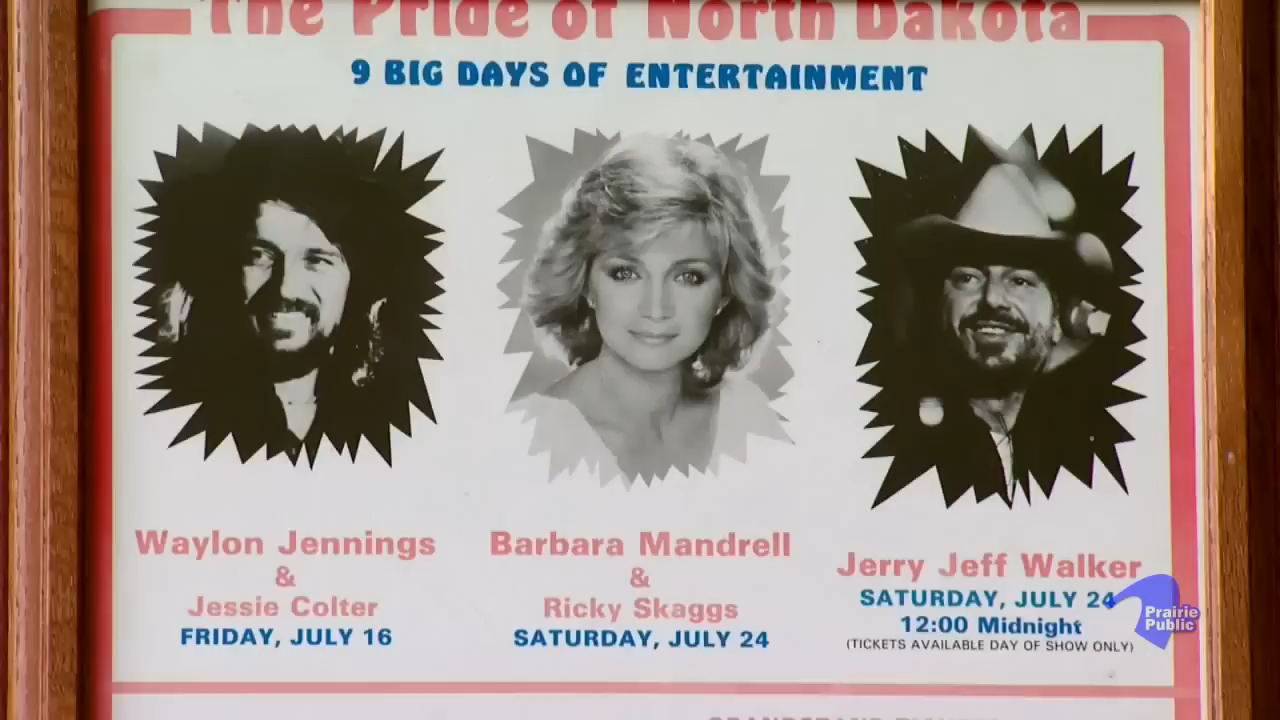 The Pride of North Dakota
9 BIG DAYS OF ENTERTAINMENT
Waylon Jennings
&
Jessie Colter
FRIDAY, JULY 16
Barbara Mandrell
&
Ricky Skaggs
SATURDAY, JULY 24
Jerry Jeff Walker
SATURDAY, JULY 24
12:00 Midnight
(TICKETS AVAILABLE DAY OF SHOW ONLY)
Prairie
Public